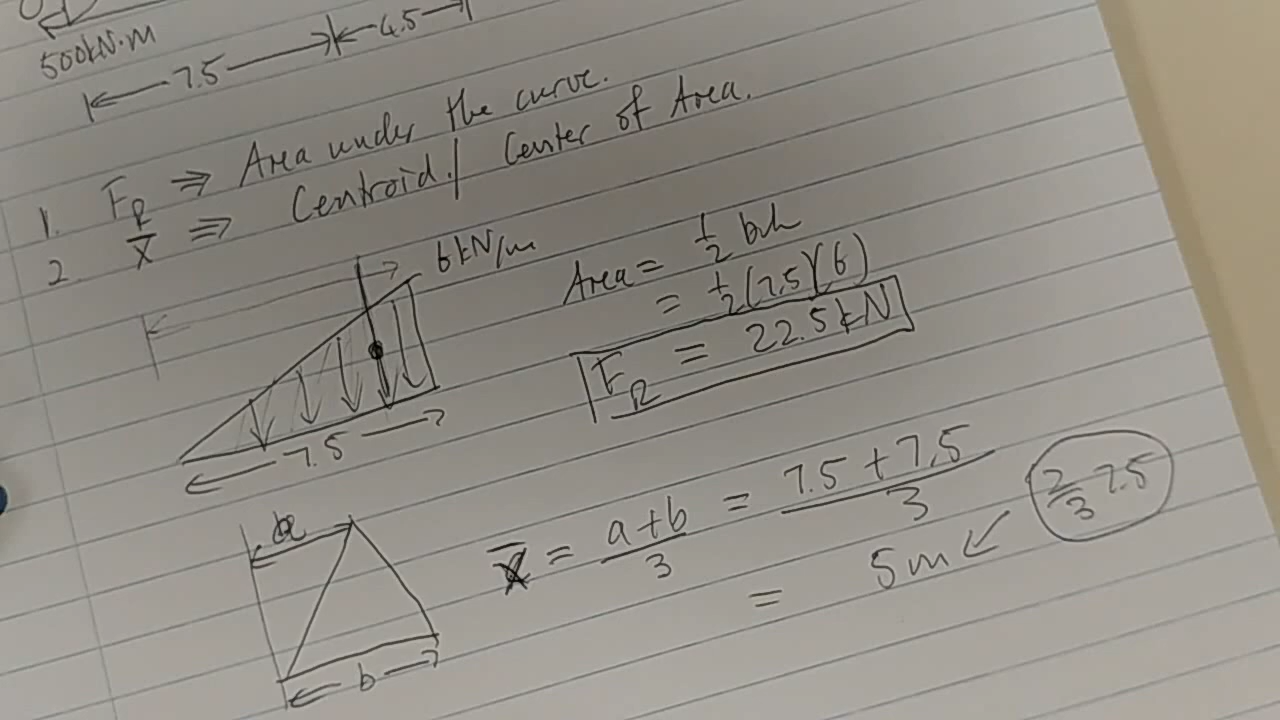 500kN·m
7.5 4.5
1. F_R ⇒ Area under the curve.
2. x̄ ⇒ Centroid. / Center of Area.
6kN/m
7.5
Area = 1/2 bh
= 1/2 (7.5)(6)
F_R = 22.5kN
a
b
x̄ = (a+b)/3 = (7.5+7.5)/3
= 5m ← 2/3 7.5